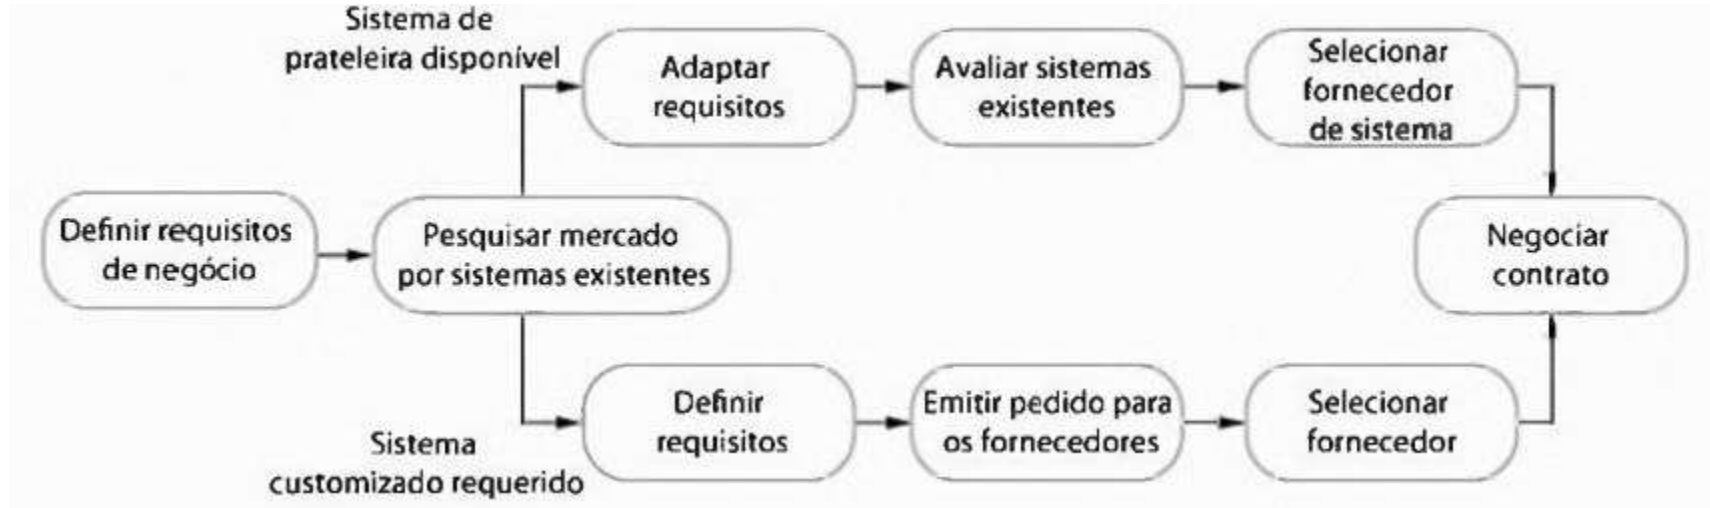 Sistema de
prateleira disponível
Adaptar
requisitos
Avaliar sistemas
existentes
Selecionar
fornecedor
de sistema
Definir requisitos
de negócio
Pesquisar mercado
por sistemas existentes
Negociar
contrato
Sistema
customizado requerido
Definir
requisitos
Emitir pedido para
os fornecedores
Selecionar
fornecedor